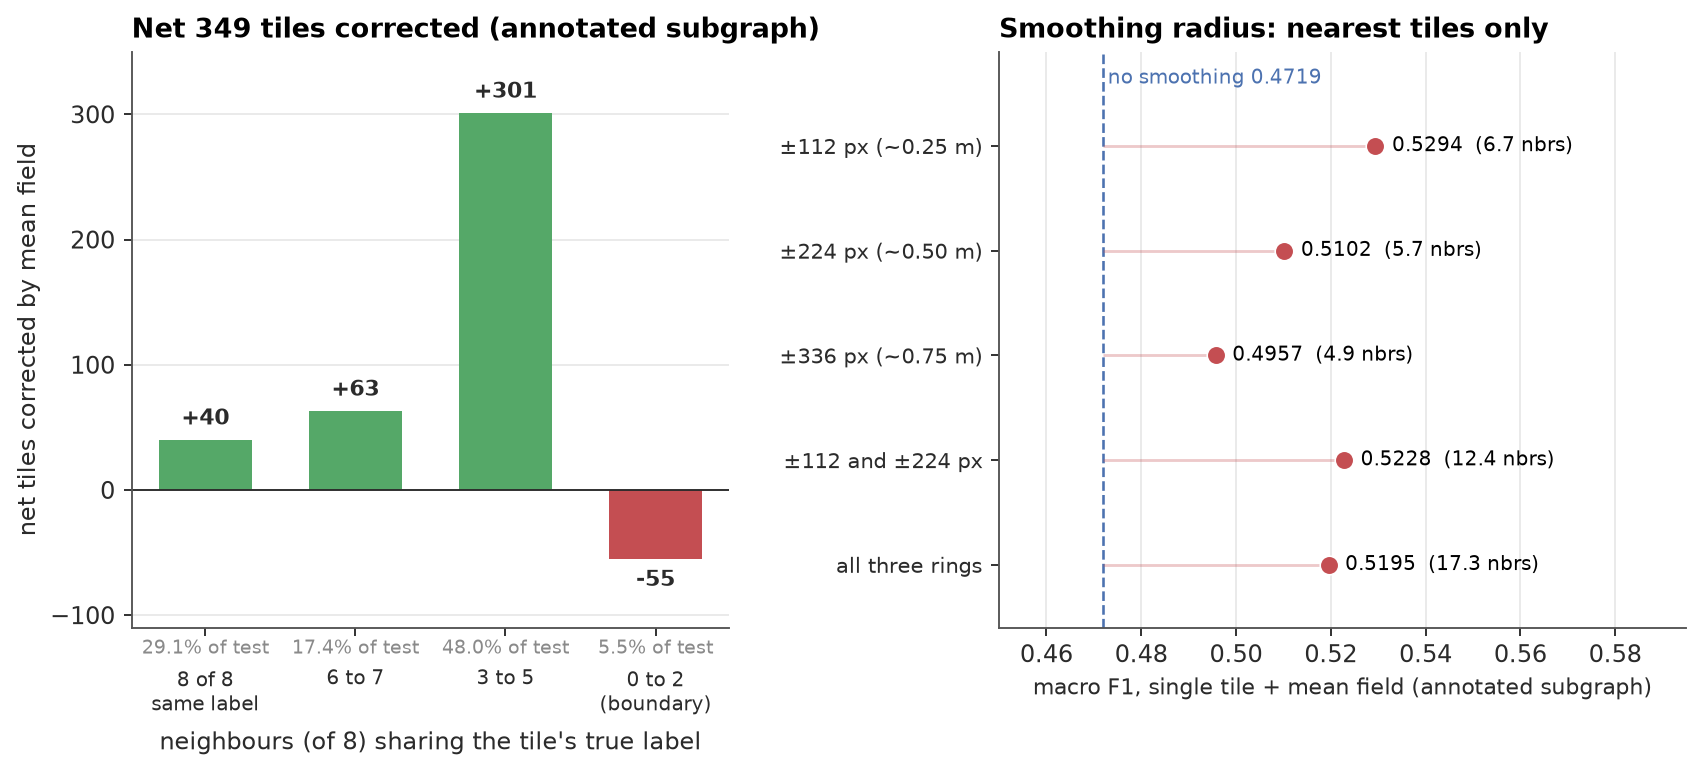 Net 349 tiles corrected (annotated subgraph)
net tiles corrected by mean field
300
200
100
0
−100
+40
+63
+301
-55
29.1% of test
17.4% of test
48.0% of test
5.5% of test
8 of 8
same label
6 to 7
3 to 5
0 to 2
(boundary)
neighbours (of 8) sharing the tile's true label
Smoothing radius: nearest tiles only
no smoothing 0.4719
±112 px (~0.25 m)
0.5294 (6.7 nbrs)
±224 px (~0.50 m)
0.5102 (5.7 nbrs)
±336 px (~0.75 m)
0.4957 (4.9 nbrs)
±112 and ±224 px
0.5228 (12.4 nbrs)
all three rings
0.5195 (17.3 nbrs)
0.46
0.48
0.50
0.52
0.54
0.56
0.58
macro F1, single tile + mean field (annotated subgraph)